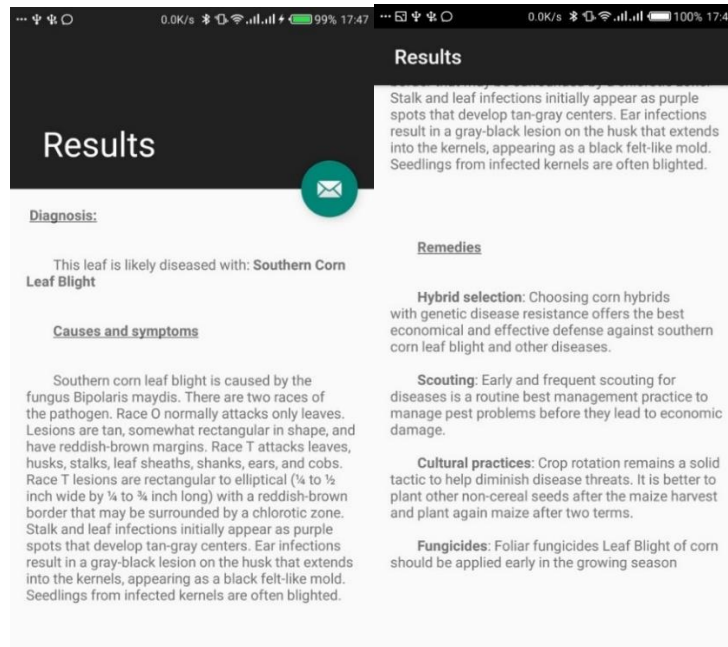 0.0K/s 99% 17:47
Results
Diagnosis:
This leaf is likely diseased with: Southern Corn
Leaf Blight
Causes and symptoms
Southern corn leaf blight is caused by the
fungus Bipolaris maydis. There are two races of
the pathogen. Race O normally attacks only leaves.
Lesions are tan, somewhat rectangular in shape, and
have reddish-brown margins. Race T attacks leaves,
husks, stalks, leaf sheaths, shanks, ears, and cobs.
Race T lesions are rectangular to elliptical (¼ to ½
inch wide by ¼ to ¾ inch long) with a reddish-brown
border that may be surrounded by a chlorotic zone.
Stalk and leaf infections initially appear as purple
spots that develop tan-gray centers. Ear infections
result in a gray-black lesion on the husk that extends
into the kernels, appearing as a black felt-like mold.
Seedlings from infected kernels are often blighted.
0.0K/s 100% 17:4
Results
border that may be surrounded by a chlorotic zone.
Stalk and leaf infections initially appear as purple
spots that develop tan-gray centers. Ear infections
result in a gray-black lesion on the husk that extends
into the kernels, appearing as a black felt-like mold.
Seedlings from infected kernels are often blighted.
Remedies
Hybrid selection: Choosing corn hybrids
with genetic disease resistance offers the best
economical and effective defense against southern
corn leaf blight and other diseases.
Scouting: Early and frequent scouting for
diseases is a routine best management practice to
manage pest problems before they lead to economic
damage.
Cultural practices: Crop rotation remains a solid
tactic to help diminish disease threats. It is better to
plant other non-cereal seeds after the maize harvest
and plant again maize after two terms.
Fungicides: Foliar fungicides Leaf Blight of corn
should be applied early in the growing season